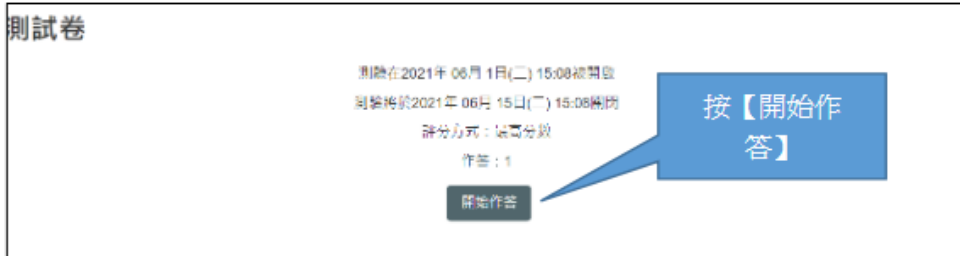 測試卷
測驗在2021年 06月 1日(二) 15:08被開啟
測驗將於2021年 06月 15日(二) 15:08關閉
評分方式：最高分數
作答：1
開始作答
按【開始作
答】